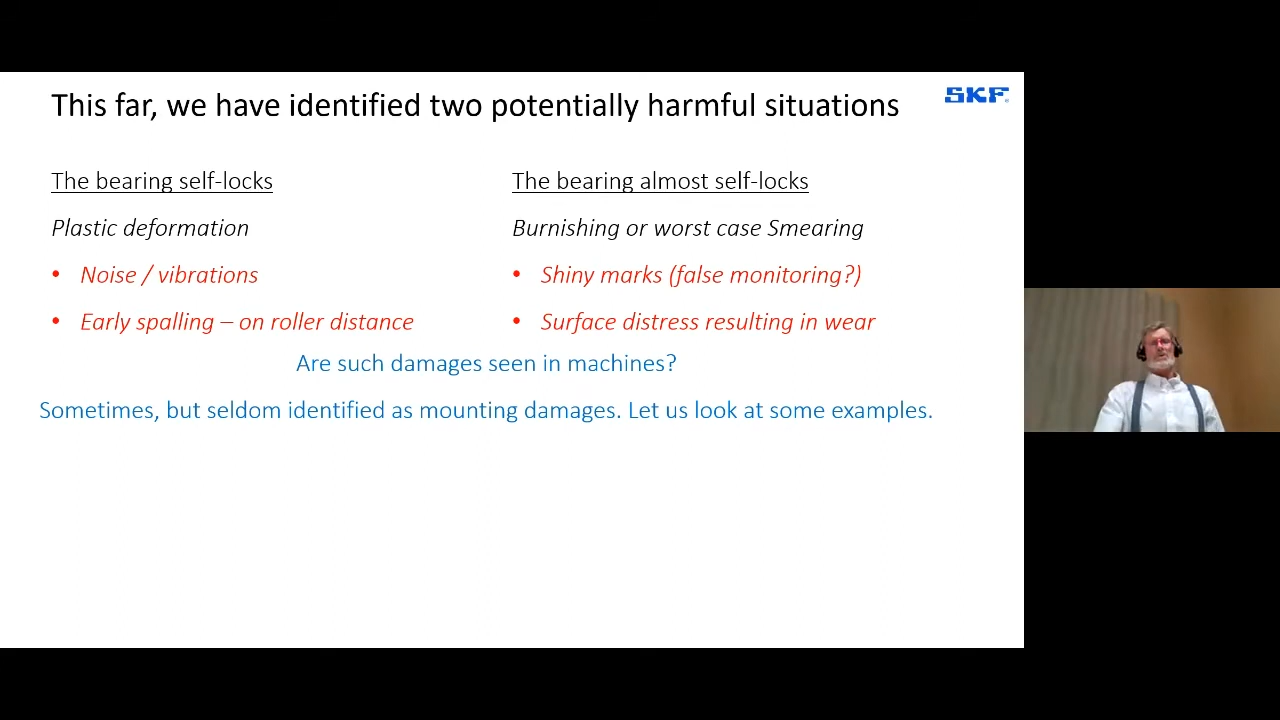 This far, we have identified two potentially harmful situations
SKF
The bearing self-locks
Plastic deformation
• Noise / vibrations
• Early spalling – on roller distance
The bearing almost self-locks
Burnishing or worst case Smearing
• Shiny marks (false monitoring?)
• Surface distress resulting in wear
Are such damages seen in machines?
Sometimes, but seldom identified as mounting damages. Let us look at some examples.